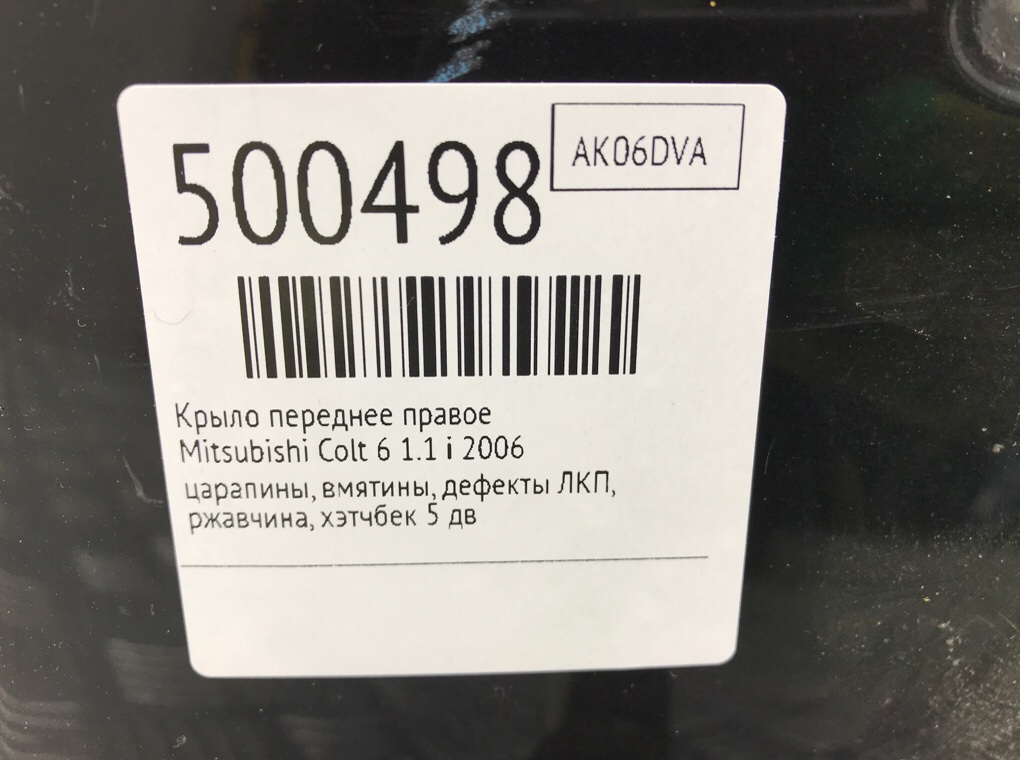 500498
AK06DVA
Крыло переднее правое
Mitsubishi Colt 6 1.1 i 2006
царапины, вмятины, дефекты ЛКП,
ржавчина, хэтчбек 5 дв